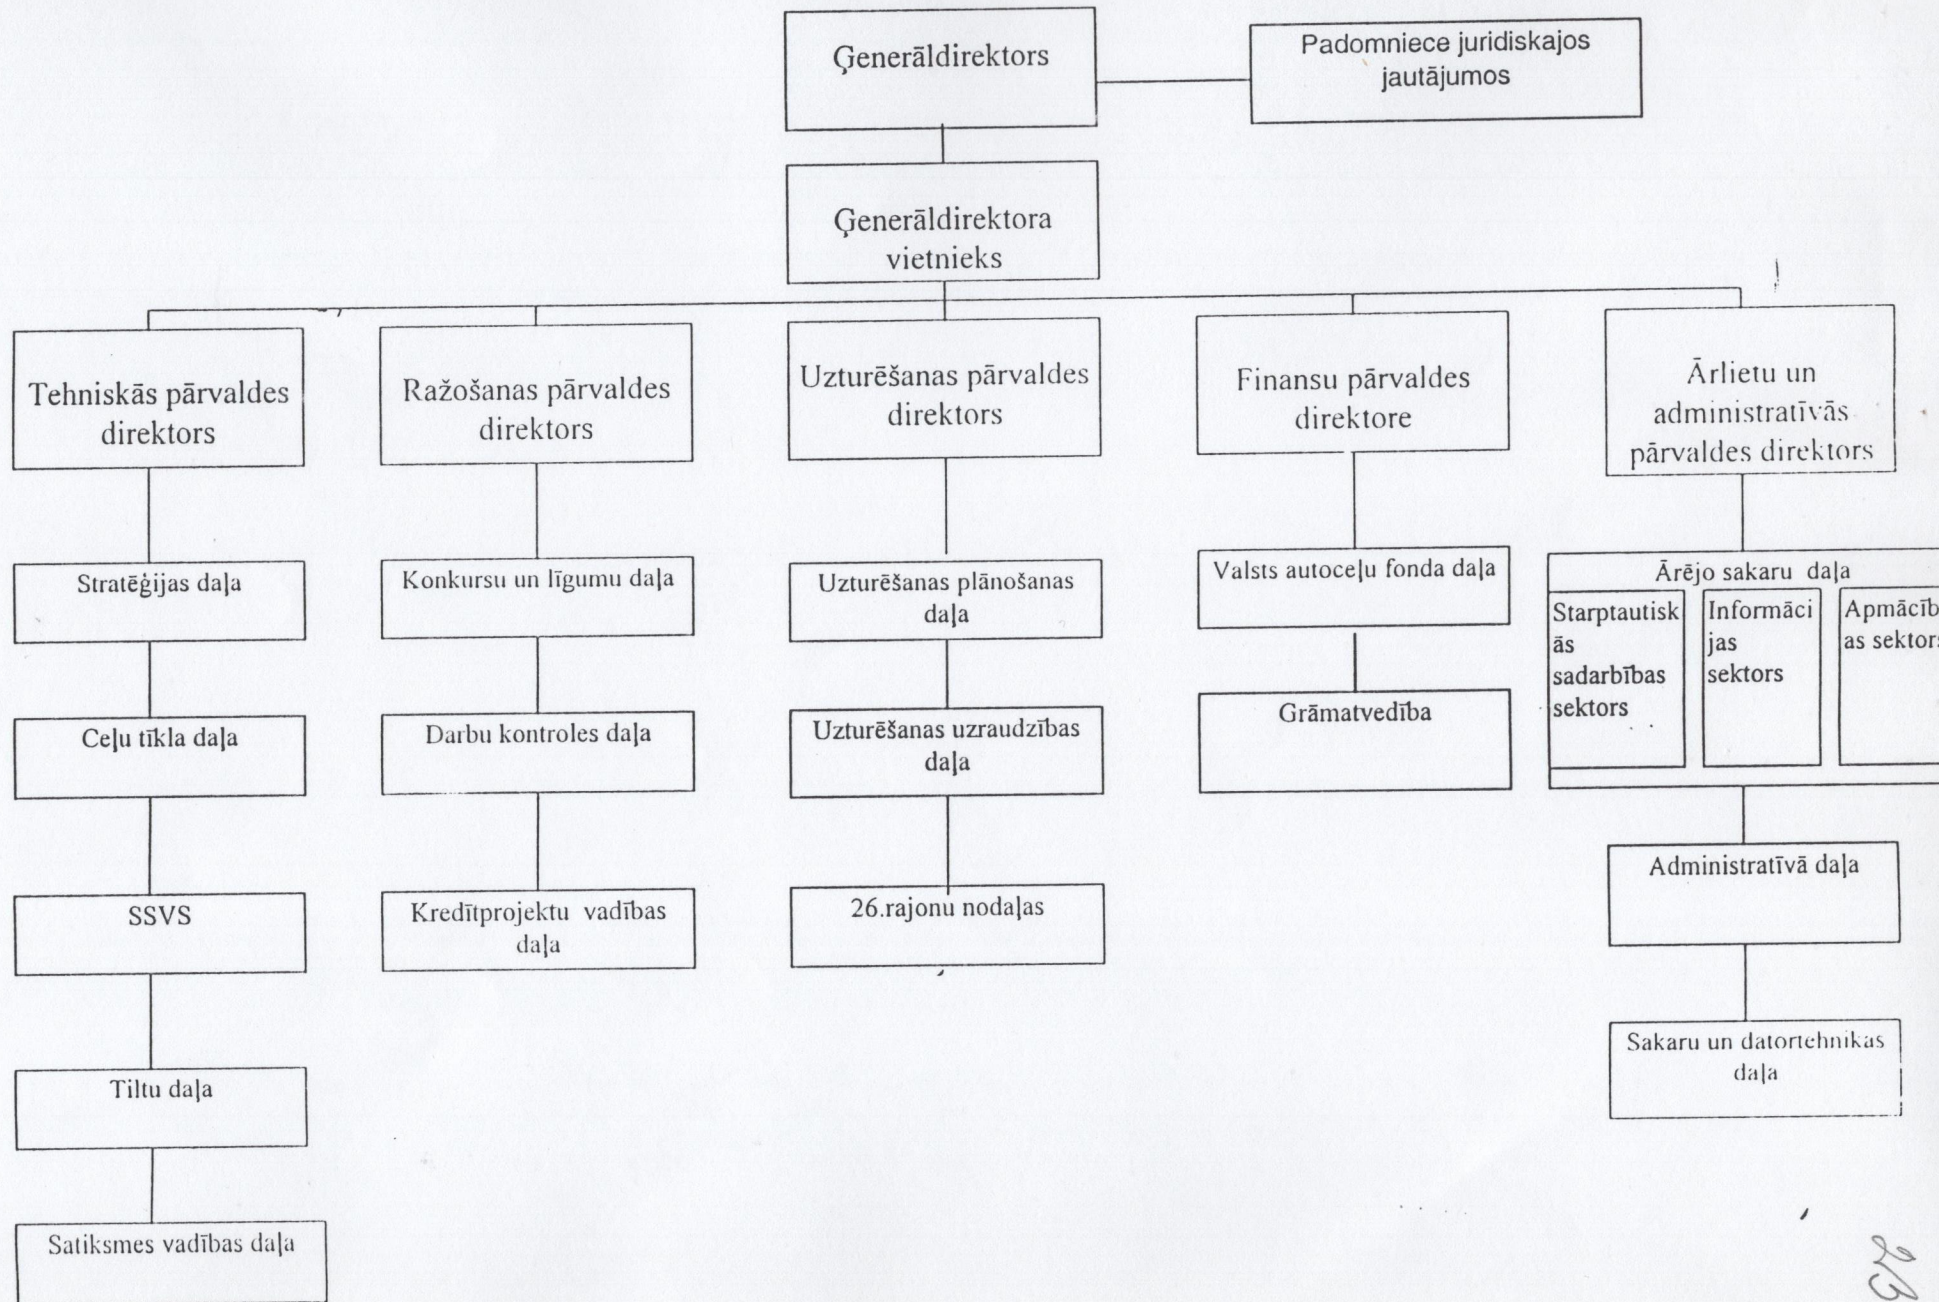 Ģenerāldirektors
Padomniece juridiskajos
jautājumos
Ģenerāldirektora
vietnieks
Tehniskās pārvaldes
direktors
Ražošanas pārvaldes
direktors
Uzturēšanas pārvaldes
direktors
Finansu pārvaldes
direktore
Ārlietu un
administratīvās
pārvaldes direktors
Stratēģijas daļa
Ceļu tīkla daļa
SSVS
Tiltu daļa
Satiksmes vadības daļa
Konkursu un līgumu daļa
Darbu kontroles daļa
Kredītprojektu vadības
daļa
Uzturēšanas plānošanas
daļa
Uzturēšanas uzraudzības
daļa
26.rajonu nodaļas
Valsts autoceļu fonda daļa
Grāmatvedība
Ārējo sakaru daļa
Starptautisk
ās
sadarbības
sektors
Informāci
jas
sektors
Apmācīb
as sektors
Administratīvā daļa
Sakaru un datortehnikas
daļa